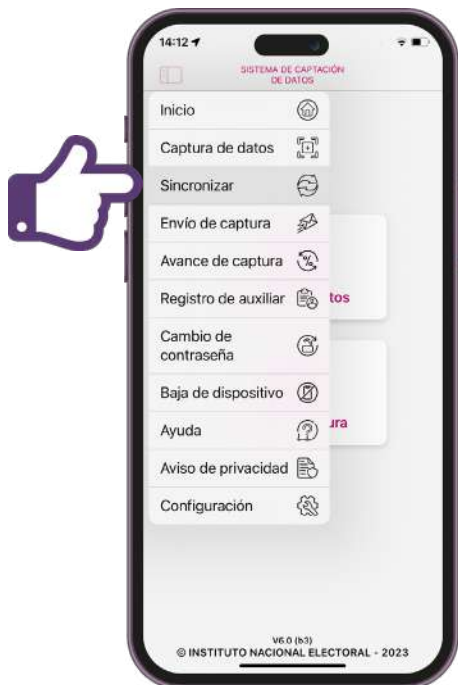 14:12
SISTEMA DE CAPTACIÓN
DE DATOS
Inicio
Captura de datos
Sincronizar
Envío de captura
Avance de captura
Registro de auxiliar
tos
Cambio de
contraseña
Baja de dispositivo
Ayuda
ura
Aviso de privacidad
Configuración
V6.0 (b3)
© INSTITUTO NACIONAL ELECTORAL - 2023